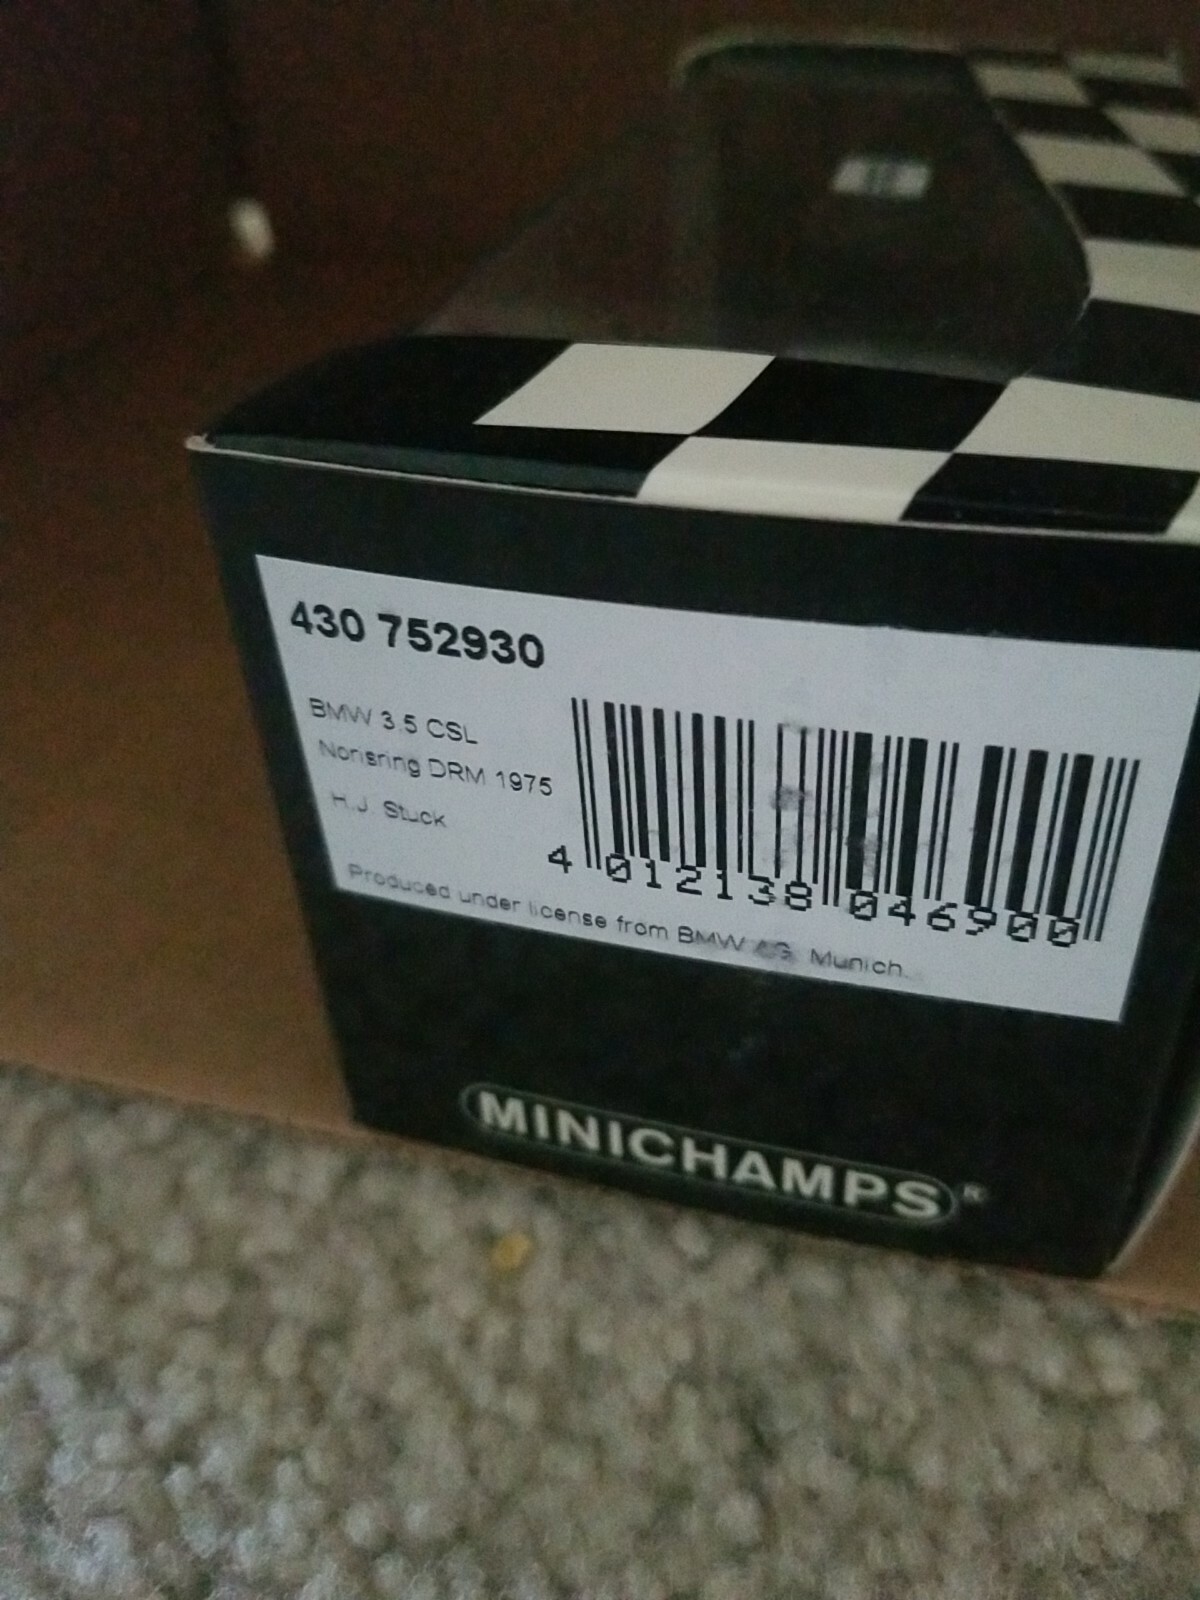 430 752930
BMW 3.5 CSL
Norisring DRM 1975
H.J. Stuck
4 012138 046900
Produced under license from BMW AG Munich.
MINICHAMPS®